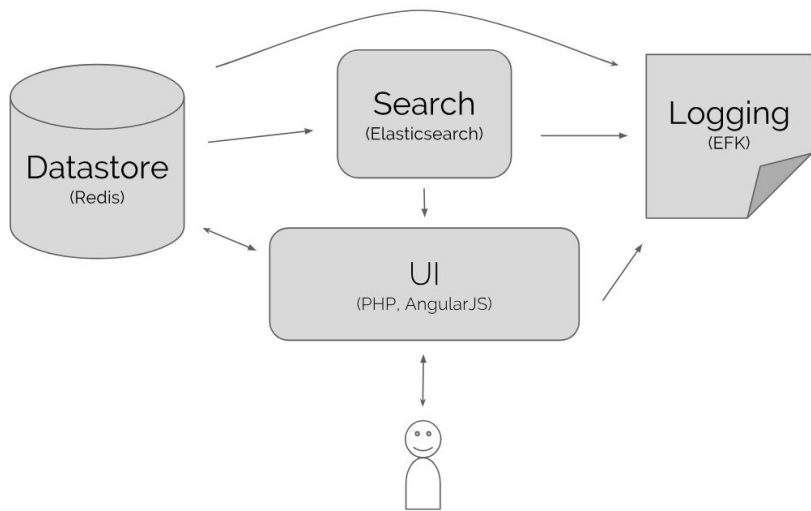 Search
(Elasticsearch)
Logging
(EFK)
Datastore
(Redis)
UI
(PHP, AngularJS)